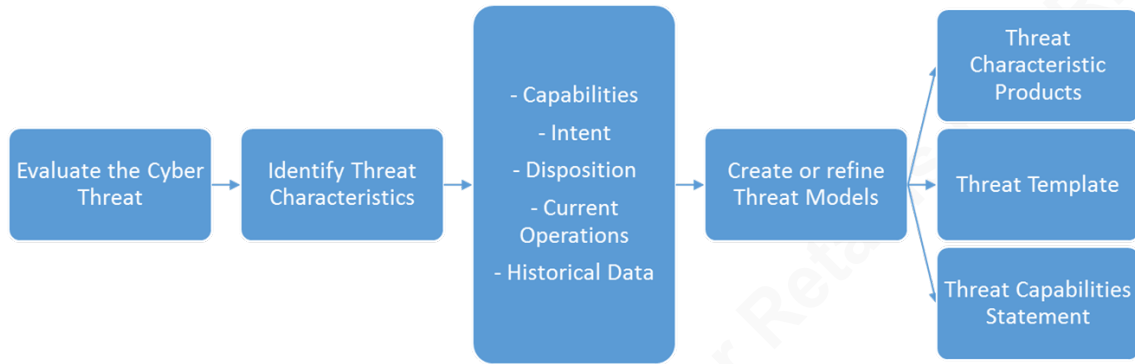 Evaluate the Cyber
Threat
Identify Threat
Characteristics
- Capabilities
- Intent
- Disposition
- Current
Operations
- Historical Data
Create or refine
Threat Models
Threat
Characteristic
Products
Threat Template
Threat Capabilities
Statement